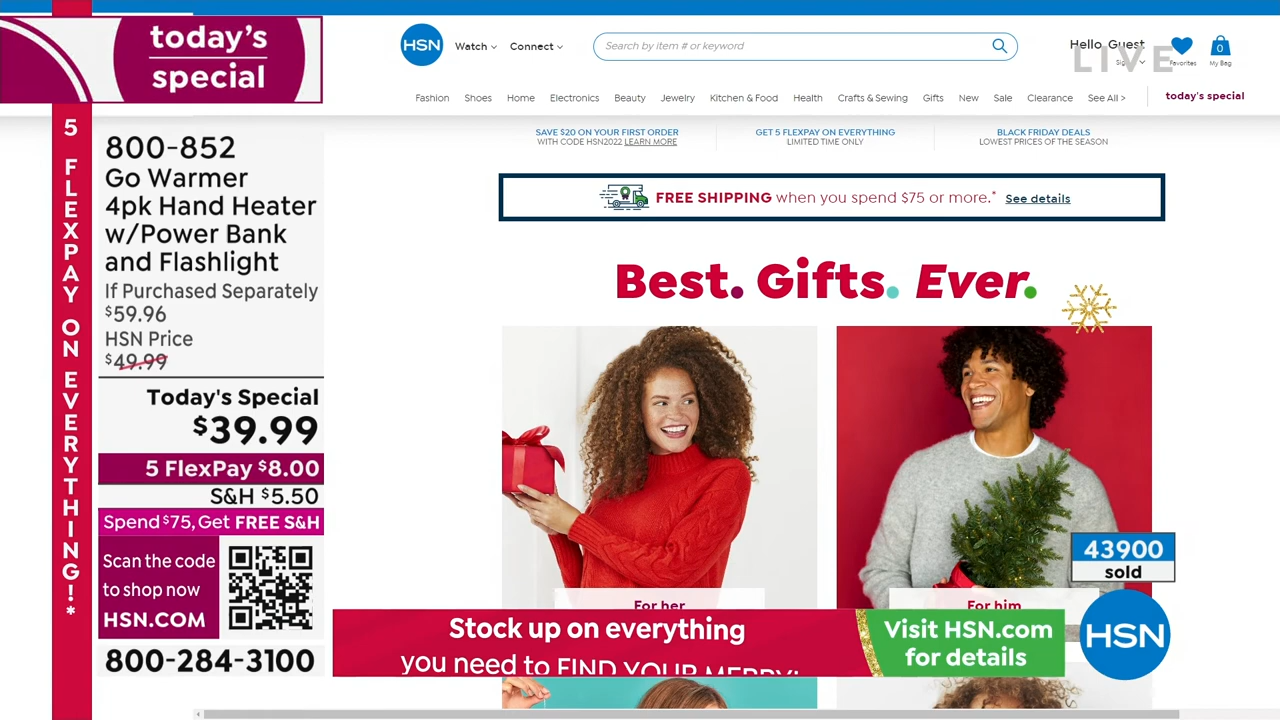 today's
special
5 FLEXPAY ON EVERYTHING!*
800-852
Go Warmer
4pk Hand Heater
w/Power Bank
and Flashlight
If Purchased Separately
$59.96
HSN Price
$49.99
Today's Special
$39.99
5 FlexPay $8.00
S&H $5.50
Spend $75, Get FREE S&H
Scan the code
to shop now
HSN.COM
800-284-3100
HSN
Watch
Connect
Search by item # or keyword
Hello, Guest
LIVE
Favorites
My Bag
Fashion Shoes Home Electronics Beauty Jewelry Kitchen & Food Health Crafts & Sewing Gifts New Sale Clearance See All >
today's special
SAVE $20 ON YOUR FIRST ORDER
WITH CODE HSN2022 LEARN MORE
GET 5 FLEXPAY ON EVERYTHING
LIMITED TIME ONLY
BLACK FRIDAY DEALS
LOWEST PRICES OF THE SEASON
FREE SHIPPING when you spend $75 or more.* See details
Best. Gifts. Ever.
For her
For him
43900
sold
Stock up on everything
you need to FIND YOUR MERRY!
Visit HSN.com
for details
HSN